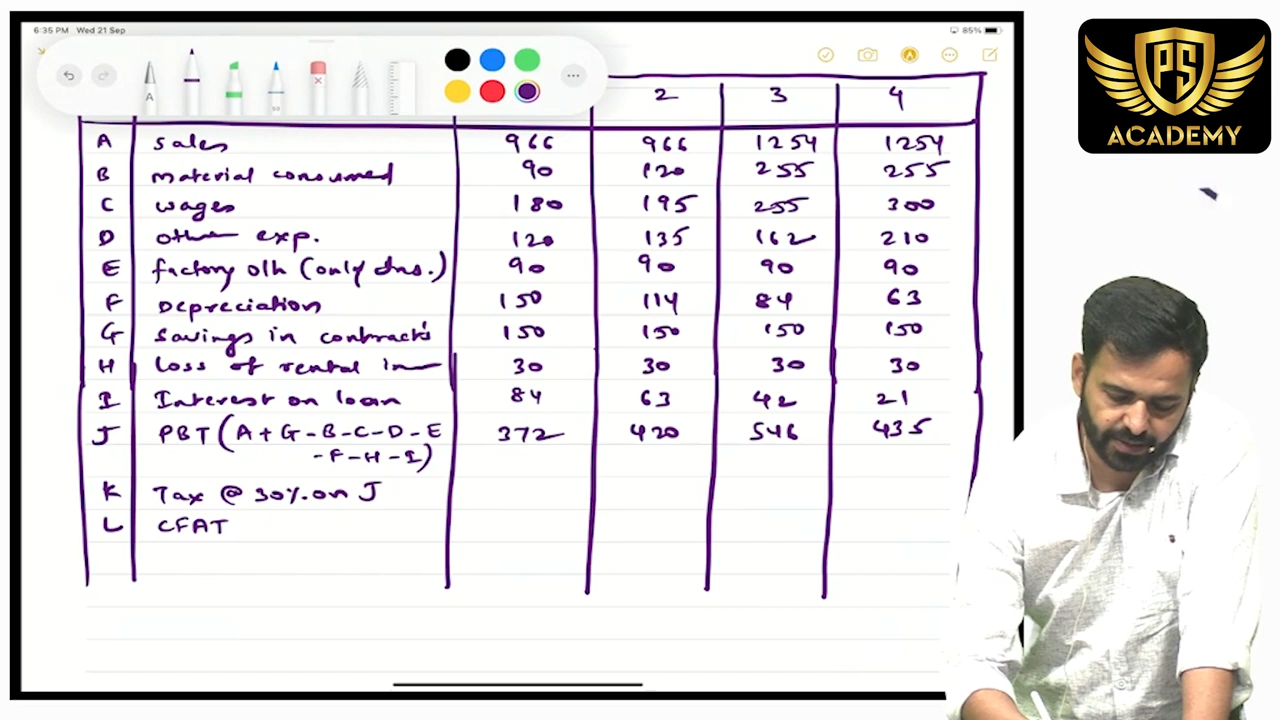 6:35 PM Wed 21 Sep
85%
PS
ACADEMY
A
2 3 4
A sales 966 966 1254 1254
B material consumed 90 120 255 255
C wages 180 195 255 300
D other exp. 120 135 162 210
E factory o/h (only ins.) 90 90 90 90
F Depreciation 150 114 84 63
G Savings in contract's 150 150 150 150
H loss of rental in 30 30 30 30
I Interest on loan 84 63 42 21
J PBT (A+G-B-C-D-E 372 420 546 435
-F-H-I)
K Tax @ 30% on J
L CFAT